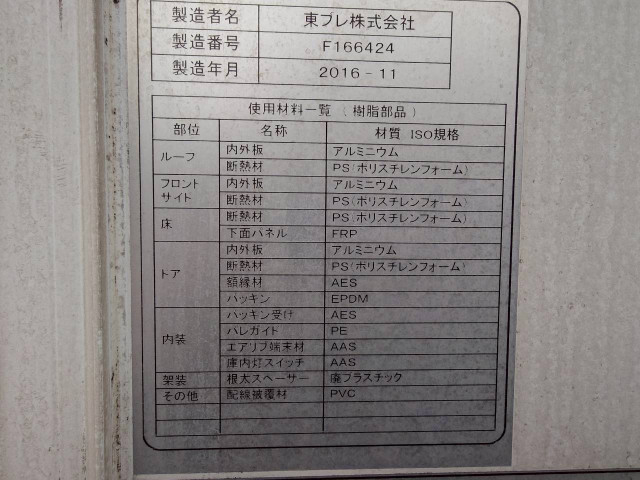 製造者名 東プレ株式会社
製造番号 F166424
製造年月 2016-11
使用材料一覧 (樹脂部品)
部位 名称 材質 ISO規格
ルーフ 内外板 アルミニウム
断熱材 PS(ポリスチレンフォーム)
フロント サイト 内外板 アルミニウム
断熱材 PS(ポリスチレンフォーム)
床 断熱材 PS(ポリスチレンフォーム)
下面パネル FRP
トア 内外板 アルミニウム
断熱材 PS(ポリスチレンフォーム)
額縁材 AES
パッキン EPDM
内装 パッキン受け AES
ハレガイト PE
エアリブ端末材 AAS
庫内灯スイッチ AAS
架装 根太スペーサー 廃プラスチック
その他 配線被覆材 PVC